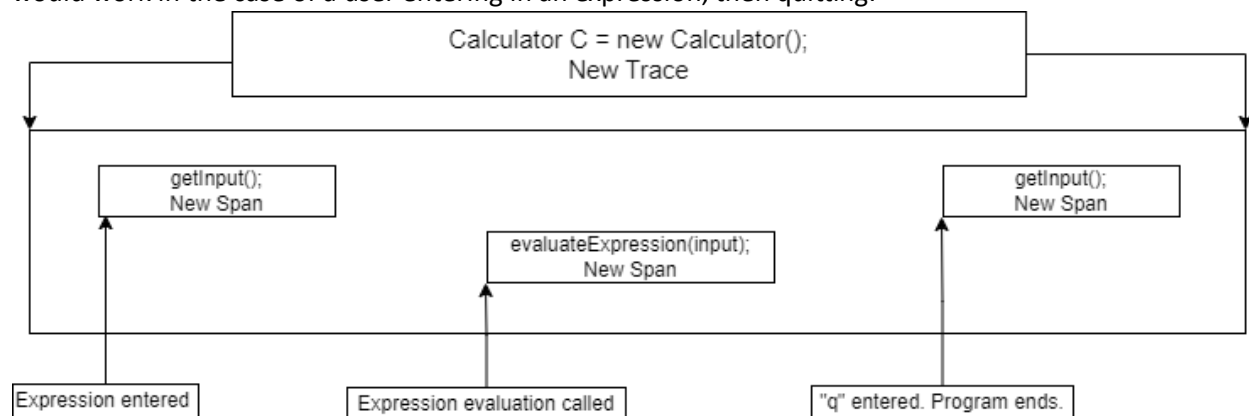 would work in the case of a user entering in an expression, then quitting.
Calculator C = new Calculator();
New Trace
getInput();
New Span
getInput();
New Span
evaluateExpression(input);
New Span
Expression entered
Expression evaluation called
"q" entered. Program ends.